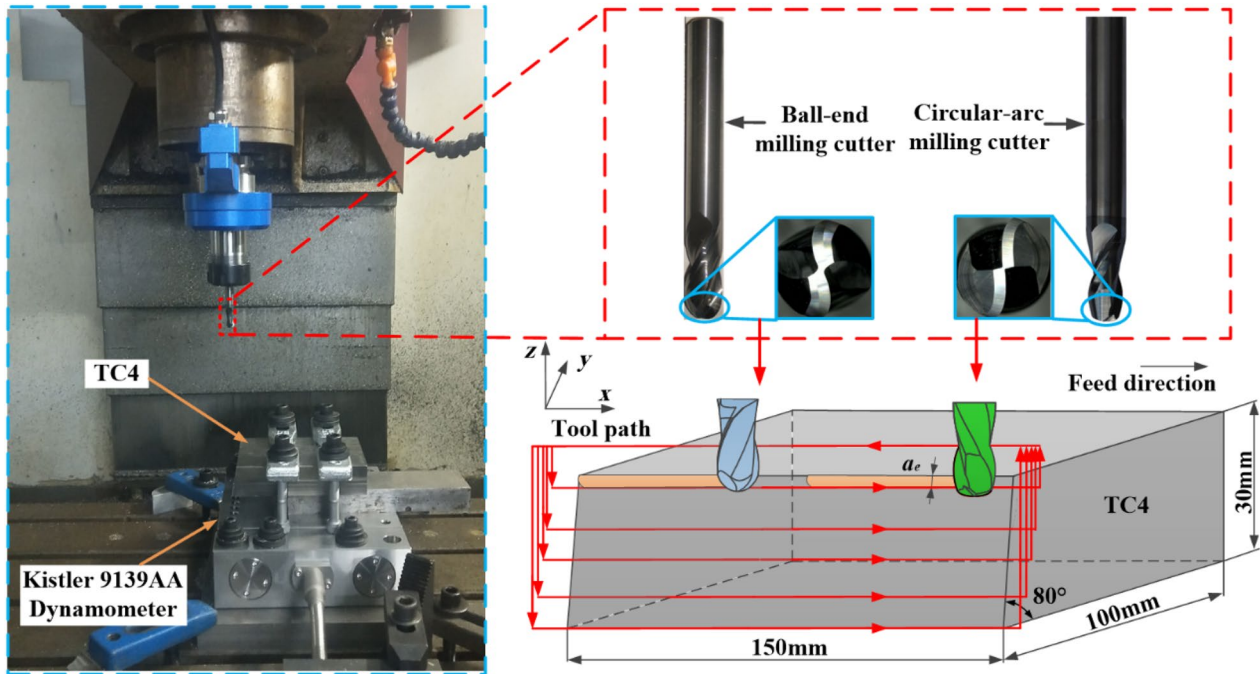 TC4
Kistler 9139AA
Dynamometer
Ball-end
milling cutter
Circular-arc
milling cutter
z
y
x
Feed direction
Tool path
aₑ
TC4
30mm
80°
100mm
150mm